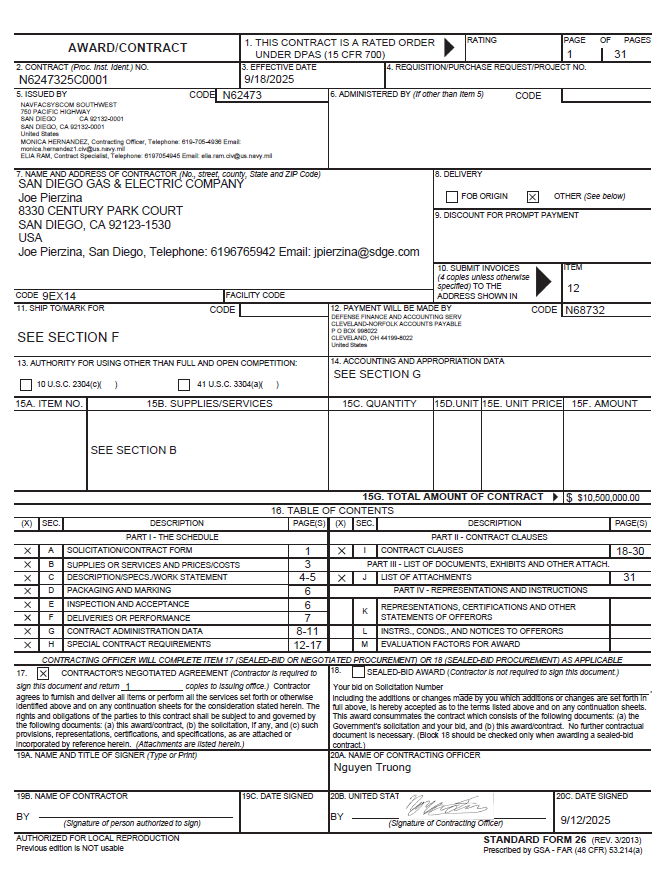 AWARD/CONTRACT
1. THIS CONTRACT IS A RATED ORDER
UNDER DPAS (15 CFR 700)
RATING
PAGE OF PAGES
1 31
2. CONTRACT (Proc. Inst. Ident.) NO.
N6247325C0001
3. EFFECTIVE DATE
9/18/2025
4. REQUISITION/PURCHASE REQUEST/PROJECT NO.
5. ISSUED BY CODE N62473
NAVFACSYSCOM SOUTHWEST
750 PACIFIC HIGHWAY
SAN DIEGO CA 92132-0001
SAN DIEGO, CA 92132-0001
United States
MONICA HERNANDEZ, Contracting Officer, Telephone: 619-705-4936 Email:
monica.hernandez1.civ@us.navy.mil
ELIA RAM, Contract Specialist, Telephone: 6197054945 Email: elia.ram.civ@us.navy.mil
6. ADMINISTERED BY (If other than Item 5) CODE
7. NAME AND ADDRESS OF CONTRACTOR (No., street, county, State and ZIP Code)
SAN DIEGO GAS & ELECTRIC COMPANY
Joe Pierzina
8330 CENTURY PARK COURT
SAN DIEGO, CA 92123-1530
USA
Joe Pierzina, San Diego, Telephone: 6196765942 Email: jpierzina@sdge.com
CODE 9EX14
FACILITY CODE
8. DELIVERY
FOB ORIGIN X OTHER (See below)
9. DISCOUNT FOR PROMPT PAYMENT
10. SUBMIT INVOICES
(4 copies unless otherwise
specified) TO THE
ADDRESS SHOWN IN
ITEM
12
11. SHIP TO/MARK FOR CODE
SEE SECTION F
12. PAYMENT WILL BE MADE BY CODE N68732
DEFENSE FINANCE AND ACCOUNTING SERV
CLEVELAND-NORFOLK ACCOUNTS PAYABLE
P O BOX 998022
CLEVELAND, OH 44199-8022
United States
13. AUTHORITY FOR USING OTHER THAN FULL AND OPEN COMPETITION:
10 U.S.C. 2304(c)( ) 41 U.S.C. 3304(a)( )
14. ACCOUNTING AND APPROPRIATION DATA
SEE SECTION G
15A. ITEM NO. 15B. SUPPLIES/SERVICES 15C. QUANTITY 15D.UNIT 15E. UNIT PRICE 15F. AMOUNT
SEE SECTION B
15G. TOTAL AMOUNT OF CONTRACT $ $10,500,000.00
16. TABLE OF CONTENTS
(X) SEC. DESCRIPTION PAGE(S) (X) SEC. DESCRIPTION PAGE(S)
PART I - THE SCHEDULE PART II - CONTRACT CLAUSES
X A SOLICITATION/CONTRACT FORM 1 X I CONTRACT CLAUSES 18-30
X B SUPPLIES OR SERVICES AND PRICES/COSTS 3 PART III - LIST OF DOCUMENTS, EXHIBITS AND OTHER ATTACH.
X C DESCRIPTION/SPECS./WORK STATEMENT 4-5 X J LIST OF ATTACHMENTS 31
X D PACKAGING AND MARKING 6 PART IV - REPRESENTATIONS AND INSTRUCTIONS
X E INSPECTION AND ACCEPTANCE 6 K REPRESENTATIONS, CERTIFICATIONS AND OTHER
X F DELIVERIES OR PERFORMANCE 7 STATEMENTS OF OFFERORS
X G CONTRACT ADMINISTRATION DATA 8-11 L INSTRS., CONDS., AND NOTICES TO OFFERORS
X H SPECIAL CONTRACT REQUIREMENTS 12-17 M EVALUATION FACTORS FOR AWARD
CONTRACTING OFFICER WILL COMPLETE ITEM 17 (SEALED-BID OR NEGOTIATED PROCUREMENT) OR 18 (SEALED-BID PROCUREMENT) AS APPLICABLE
17. X CONTRACTOR'S NEGOTIATED AGREEMENT (Contractor is required to
sign this document and return 1 copies to issuing office.) Contractor
agrees to furnish and deliver all items or perform all the services set forth or otherwise
identified above and on any continuation sheets for the consideration stated herein. The
rights and obligations of the parties to this contract shall be subject to and governed by
the following documents: (a) this award/contract, (b) the solicitation, if any, and (c) such
provisions, representations, certifications, and specifications, as are attached or
incorporated by reference herein. (Attachments are listed herein.)
18. SEALED-BID AWARD (Contractor is not required to sign this document.)
Your bid on Solicitation Number ,
including the additions or changes made by you which additions or changes are set forth in
full above, is hereby accepted as to the terms listed above and on any continuation sheets.
This award consummates the contract which consists of the following documents: (a) the
Government's solicitation and your bid, and (b) this award/contract. No further contractual
document is necessary. (Block 18 should be checked only when awarding a sealed-bid
contract.)
19A. NAME AND TITLE OF SIGNER (Type or Print)
20A. NAME OF CONTRACTING OFFICER
Nguyen Truong
19B. NAME OF CONTRACTOR
BY
(Signature of person authorized to sign)
19C. DATE SIGNED
20B. UNITED STAT
BY
(Signature of Contracting Officer)
20C. DATE SIGNED
9/12/2025
AUTHORIZED FOR LOCAL REPRODUCTION
Previous edition is NOT usable
STANDARD FORM 26 (REV. 3/2013)
Prescribed by GSA - FAR (48 CFR) 53.214(a)